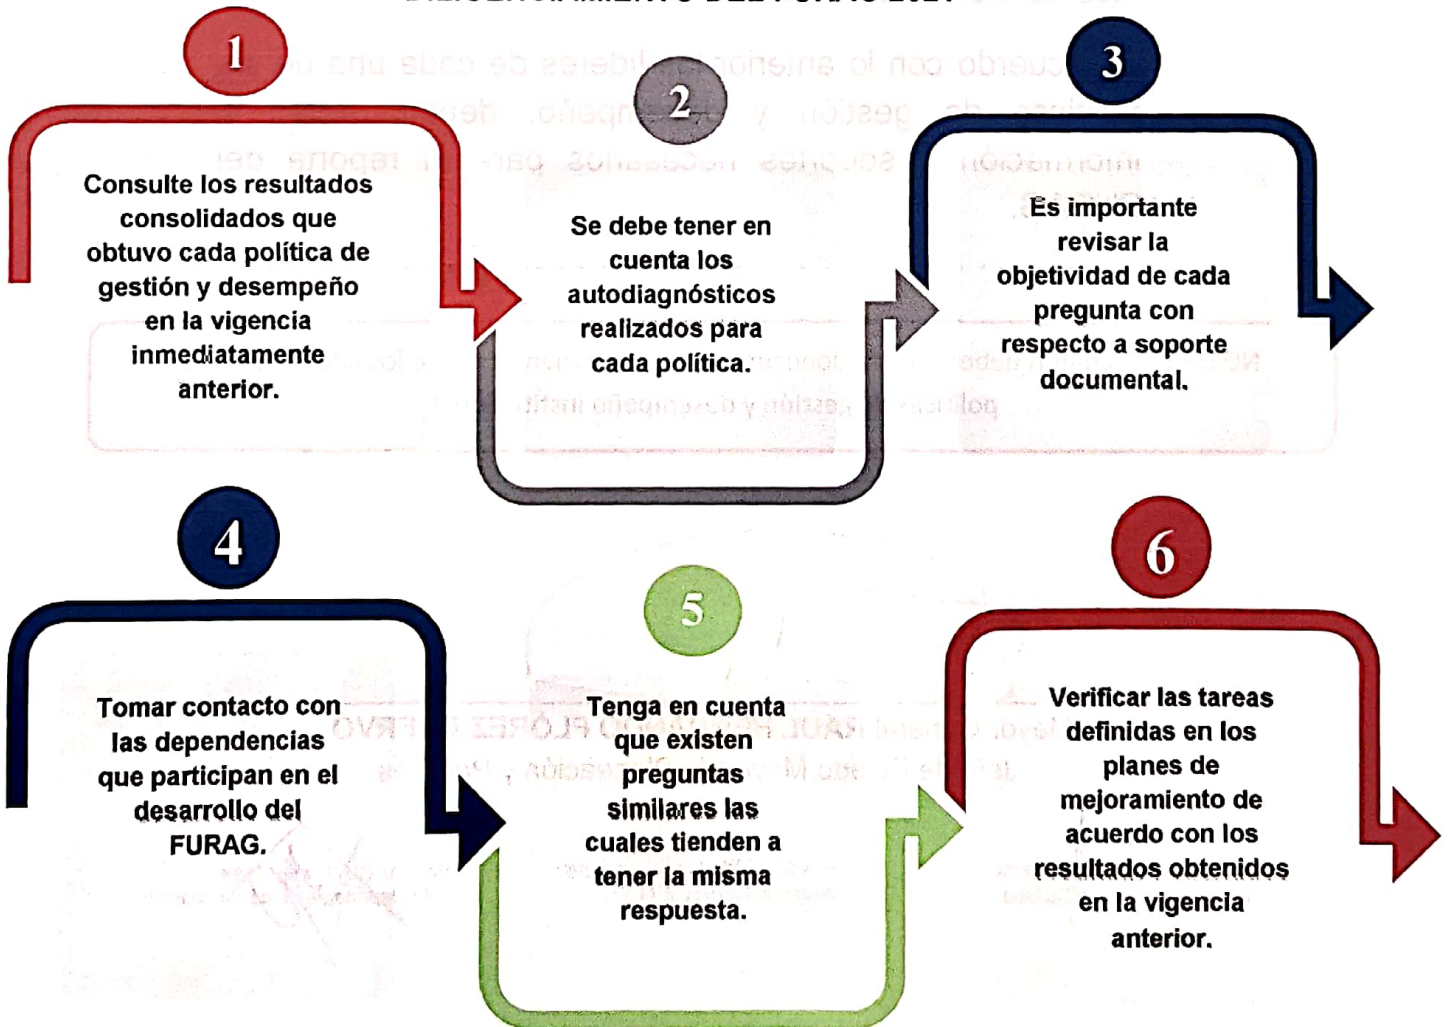 1
Consulte los resultados
consolidados que
obtuvo cada política de
gestión y desempeño
en la vigencia
inmediatamente
anterior.
2
Se debe tener en
cuenta los
autodiagnósticos
realizados para
cada política.
3
Es importante
revisar la
objetividad de cada
pregunta con
respecto a soporte
documental.
4
Tomar contacto con
las dependencias
que participan en el
desarrollo del
FURAG.
5
Tenga en cuenta
que existen
preguntas
similares las
cuales tienden a
tener la misma
respuesta.
6
Verificar las tareas
definidas en los
planes de
mejoramiento de
acuerdo con los
resultados obtenidos
en la vigencia
anterior.